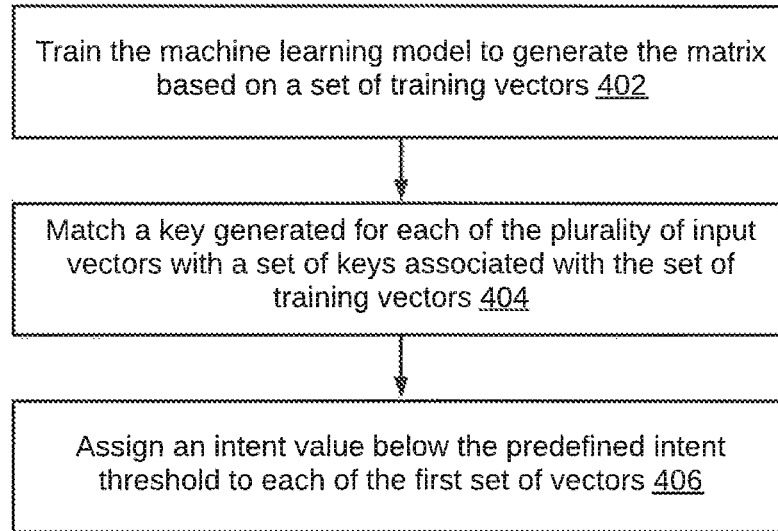 Train the machine learning model to generate the matrix
based on a set of training vectors 402
Match a key generated for each of the plurality of input
vectors with a set of keys associated with the set of
training vectors 404
Assign an intent value below the predefined intent
threshold to each of the first set of vectors 406